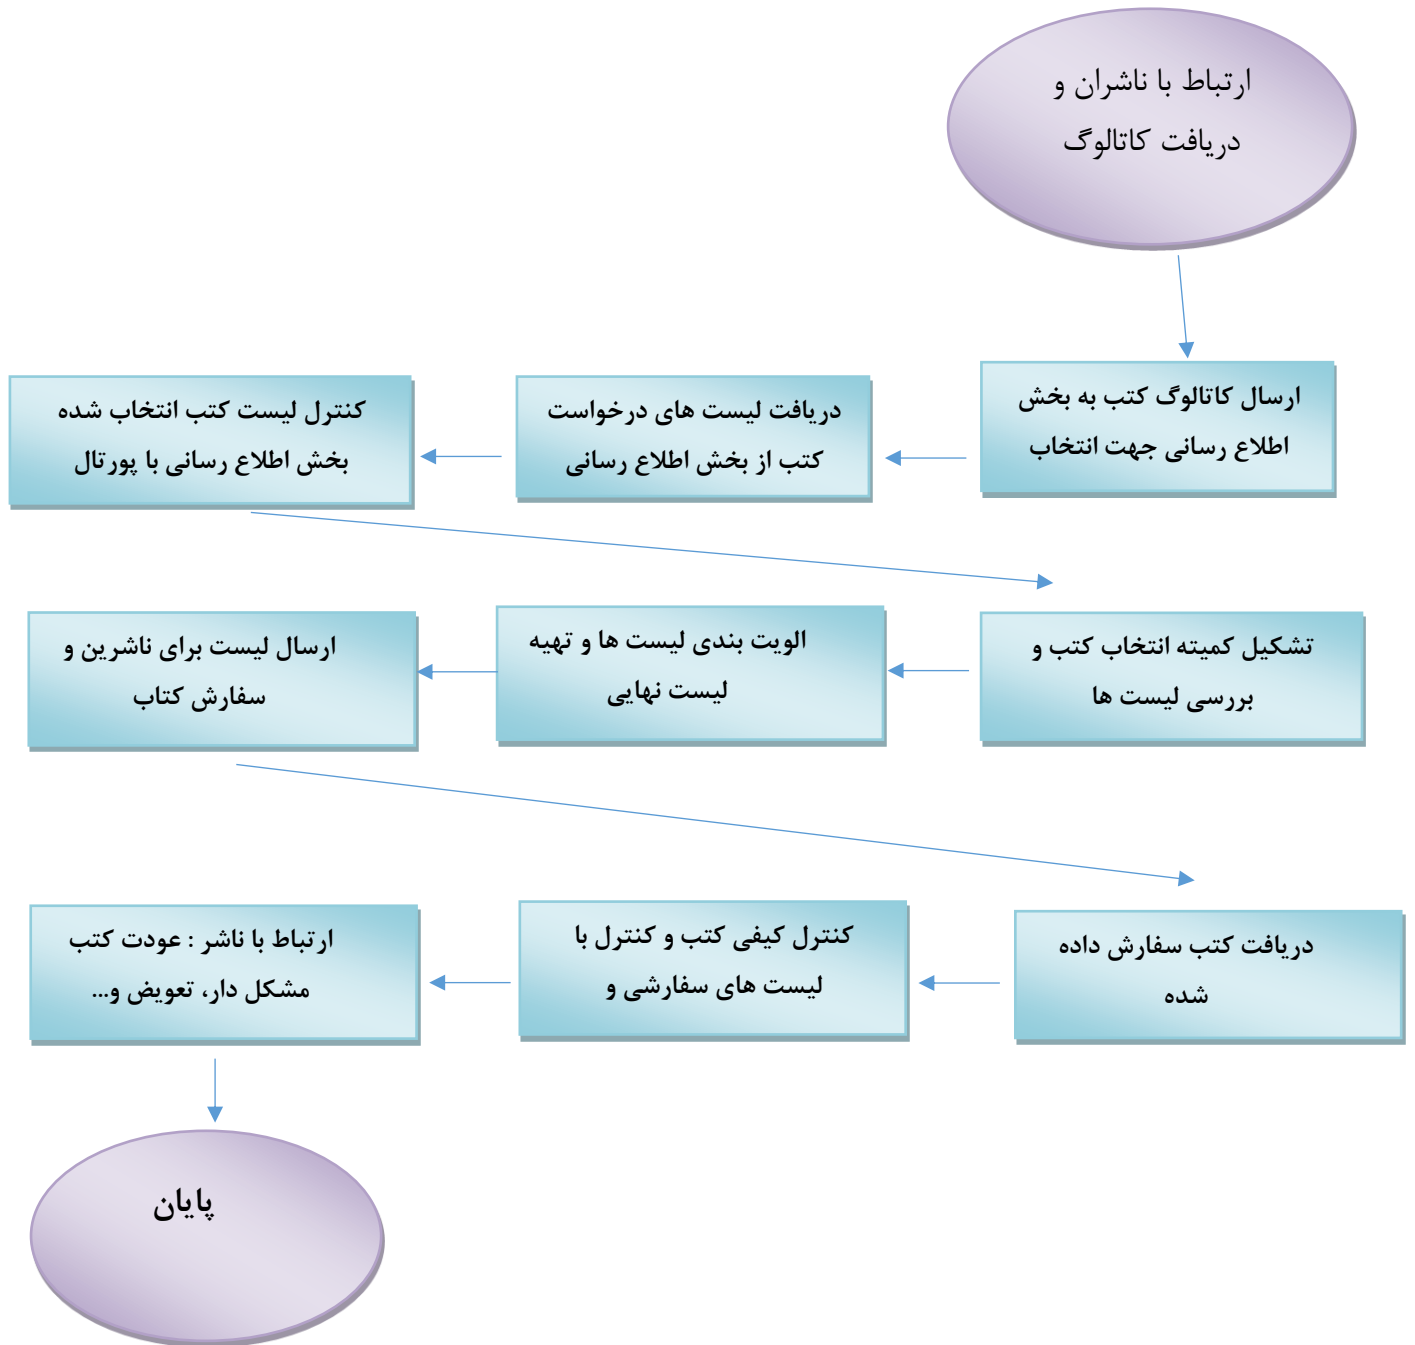 ارتباط با ناشران و
دریافت کاتالوگ
ارسال کاتالوگ کتب به بخش
اطلاع رسانی جهت انتخاب
دریافت لیست های درخواست
کتب از بخش اطلاع رسانی
کنترل لیست کتب انتخاب شده
بخش اطلاع رسانی با پورتال
تشکیل کمیته انتخاب کتب و
بررسی لیست ها
الویت بندی لیست ها و تهیه
لیست نهایی
ارسال لیست برای ناشرین و
سفارش کتاب
دریافت کتب سفارش داده
شده
کنترل کیفی کتب و کنترل با
لیست های سفارشی و
ارتباط با ناشر : عودت کتب
مشکل دار، تعویض و...
پایان